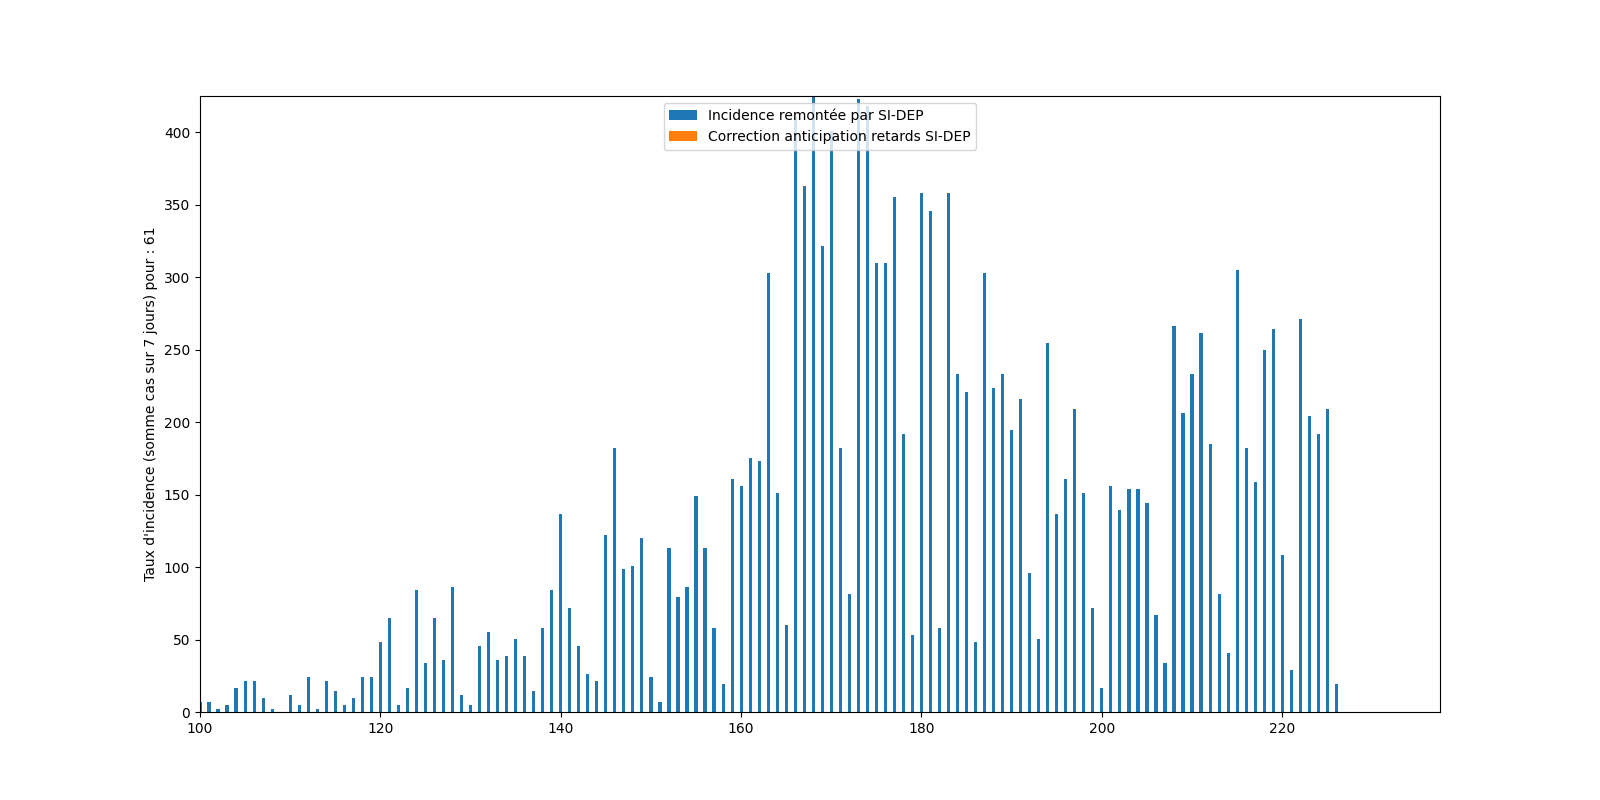 Incidence remontée par SI-DEP
Correction anticipation retards SI-DEP
Taux d'incidence (somme cas sur 7 jours) pour : 61
400
350
300
250
200
150
100
50
0
100 120 140 160 180 200 220